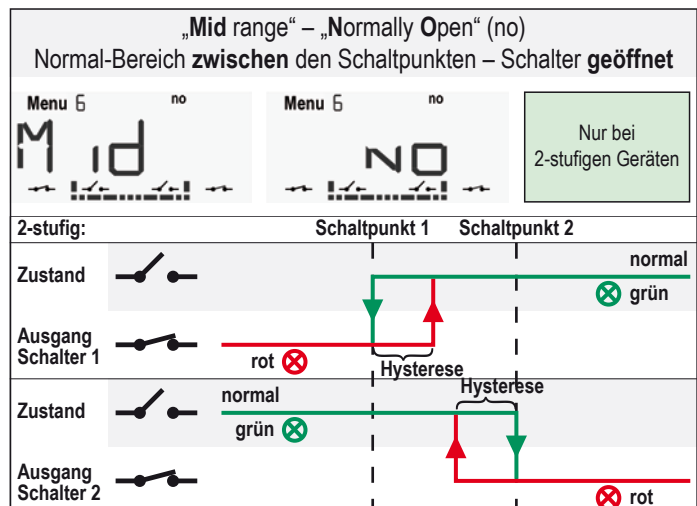 „Mid range“ – „Normally Open“ (no)
Normal-Bereich zwischen den Schaltpunkten – Schalter geöffnet
Menu 6 no
Mid
Menu 6 no
NO
Nur bei
2-stufigen Geräten
2-stufig: Schaltpunkt 1 Schaltpunkt 2
Zustand
normal
grün
Ausgang
Schalter 1
rot
Hysterese
Zustand
normal
grün
Hysterese
Ausgang
Schalter 2
rot